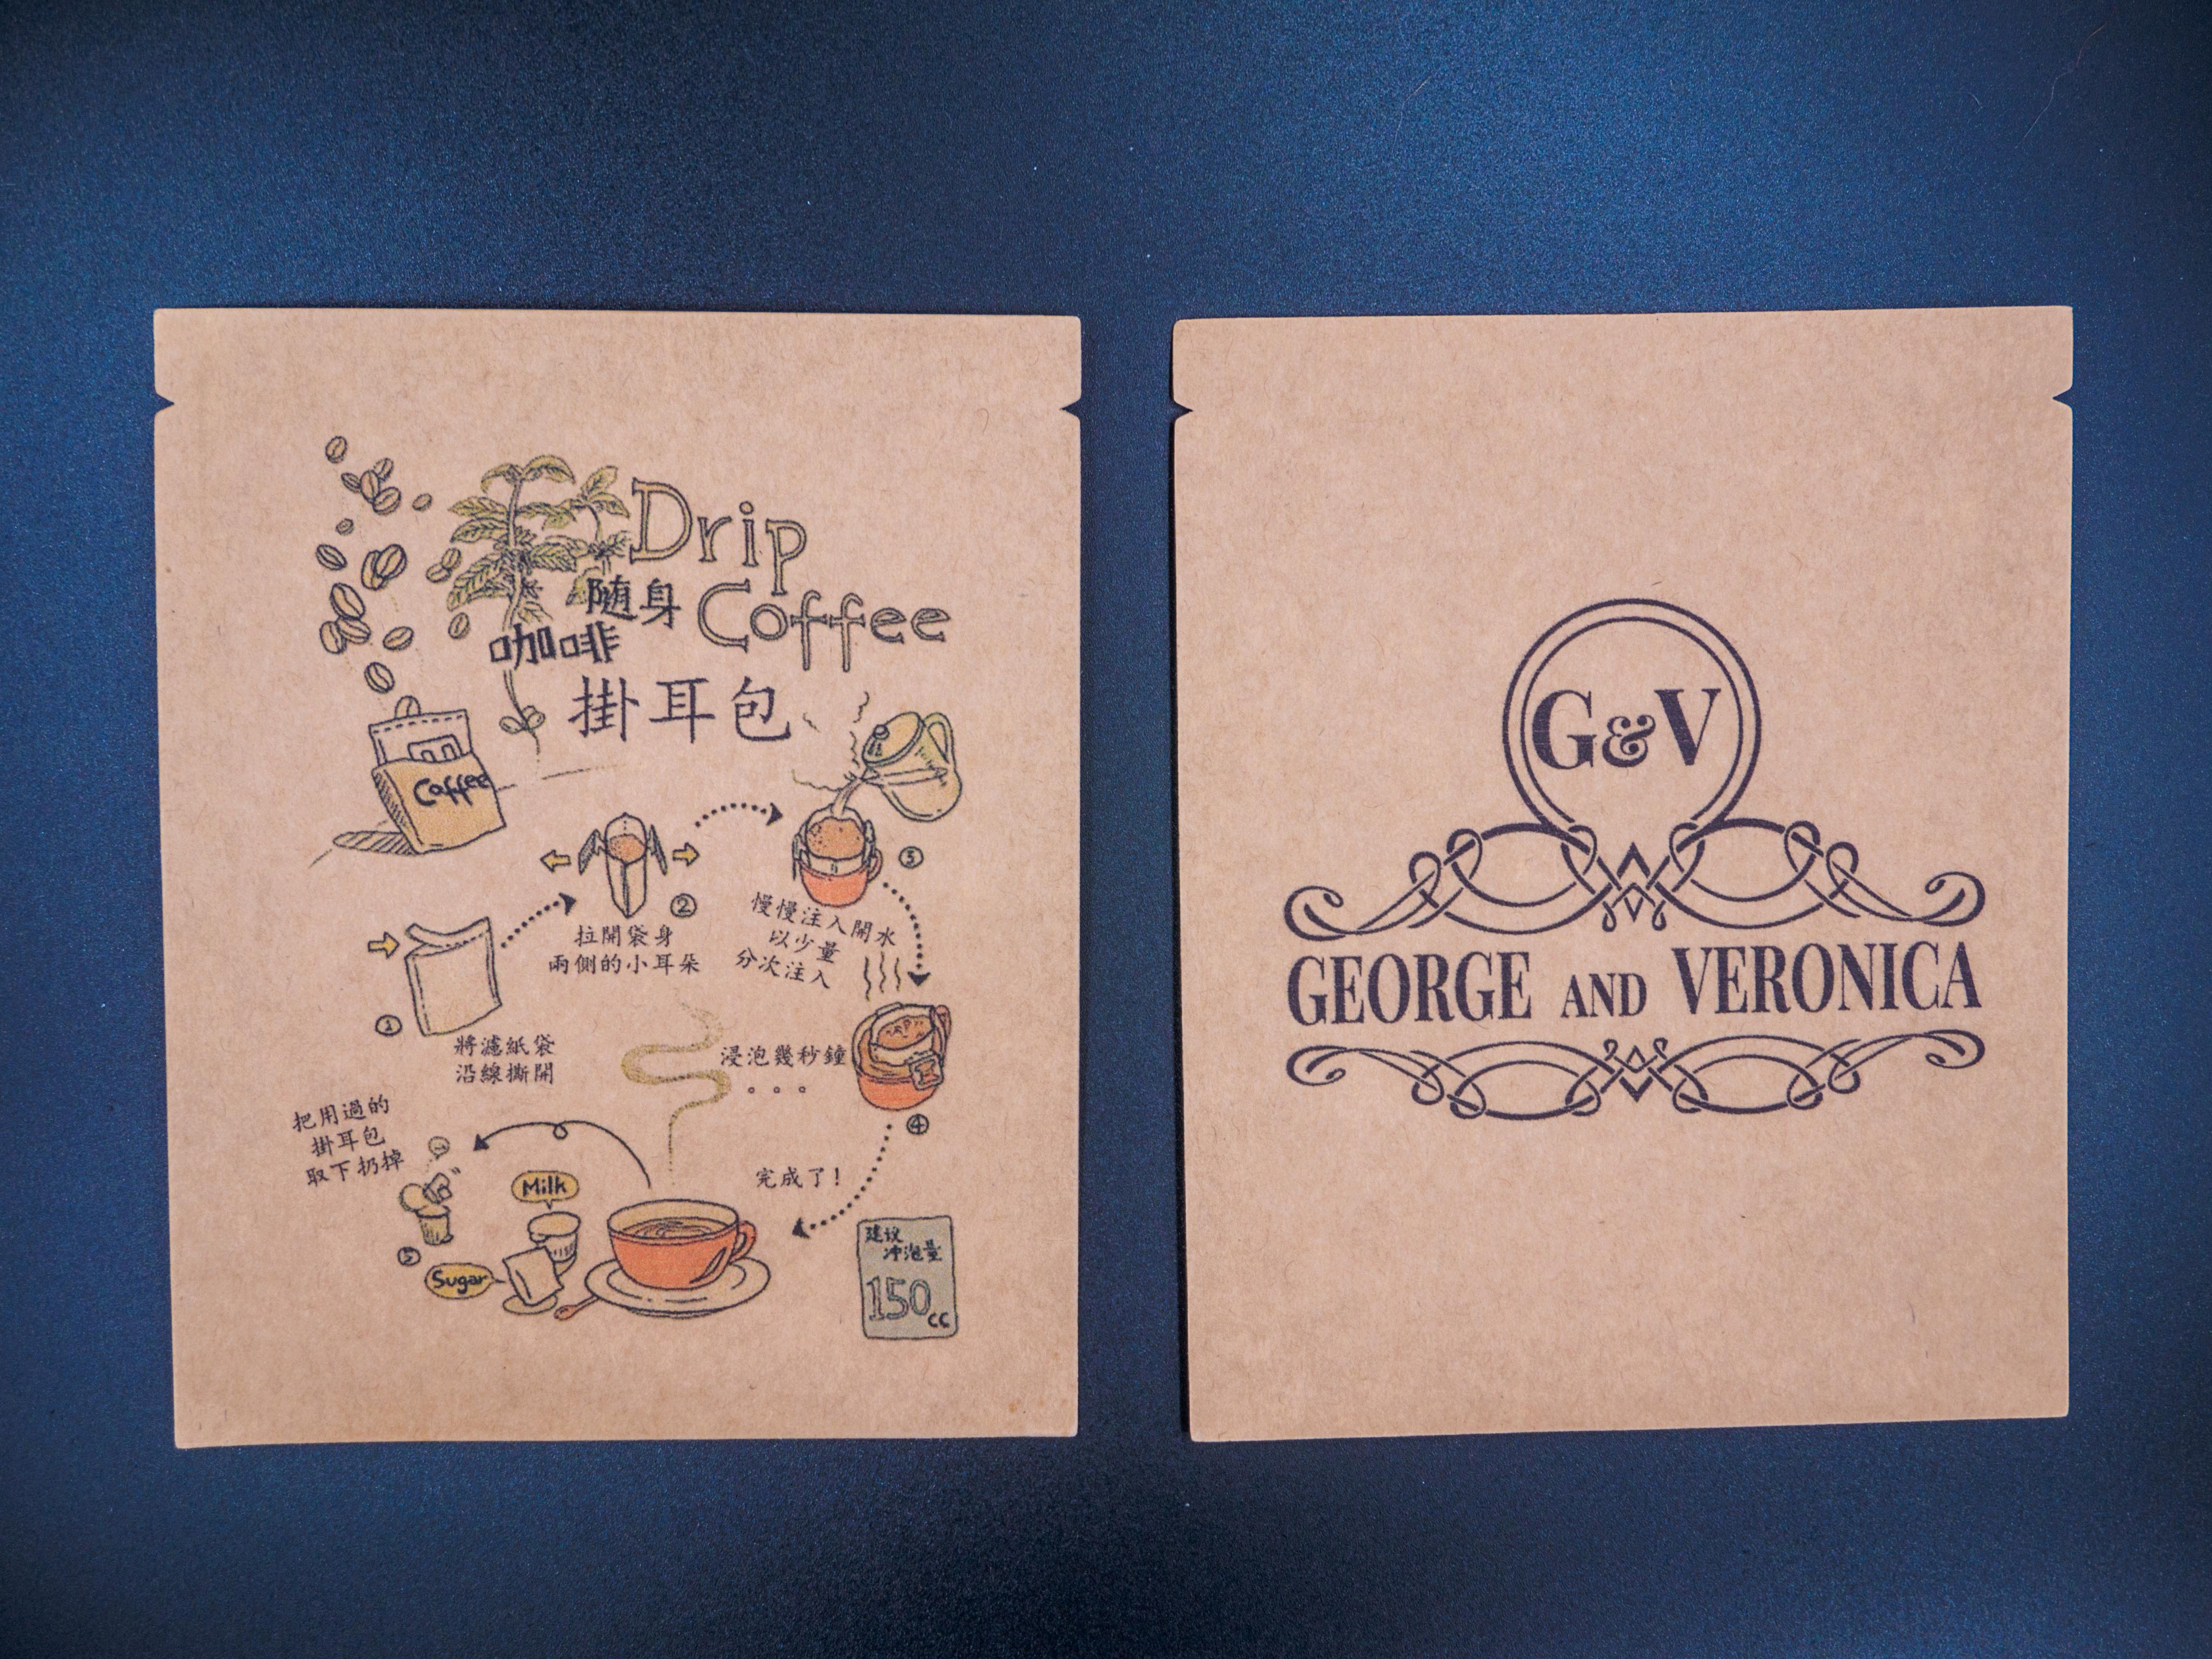 Drip
随身 Coffee
咖啡
掛耳包
Coffee
②
拉開袋身
兩側的小耳朵
③
慢慢注入開水
以少量
分次注入
①
將濾紙袋
沿線撕開
浸泡幾秒鐘
。。。
④
把用過的
掛耳包
取下扔掉
⑤
完成了！
Milk
Sugar
建议
冲泡量
150cc
G&V
GEORGE AND VERONICA